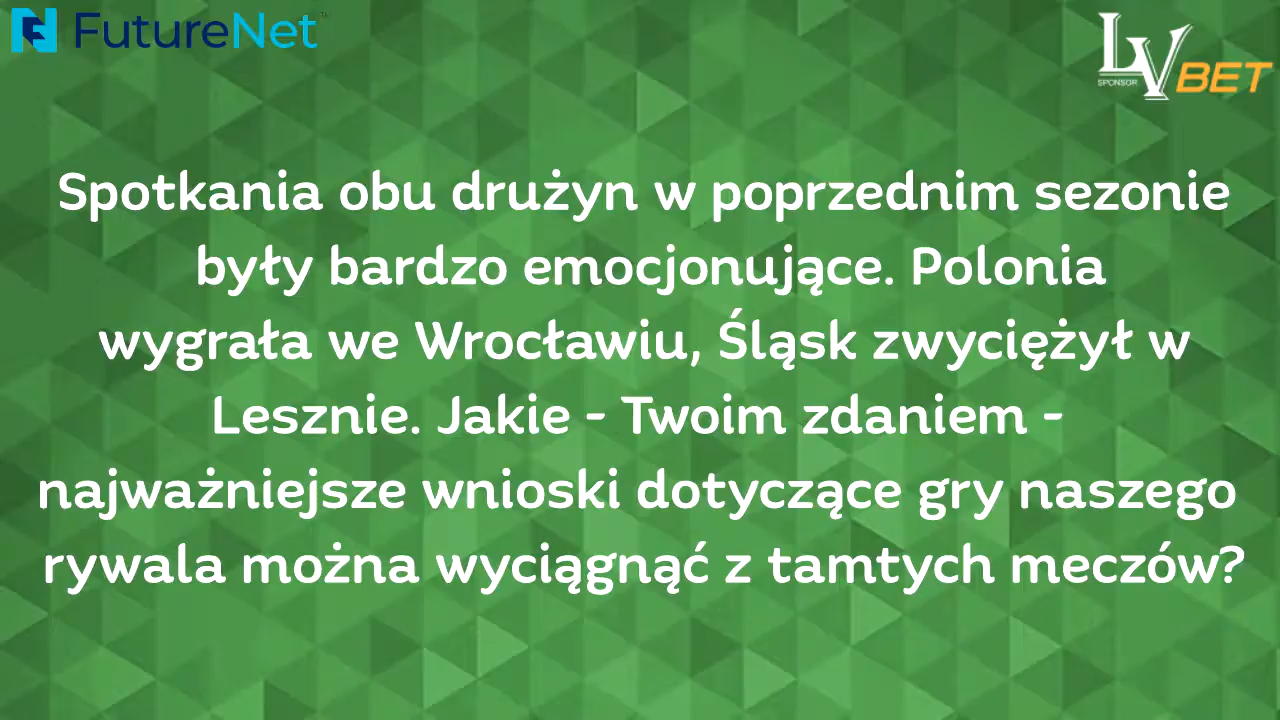 FutureNet™
LV BET
SPONSOR
Spotkania obu drużyn w poprzednim sezonie
były bardzo emocjonujące. Polonia
wygrała we Wrocławiu, Śląsk zwyciężył w
Lesznie. Jakie - Twoim zdaniem -
najważniejsze wnioski dotyczące gry naszego
rywala można wyciągnąć z tamtych meczów?